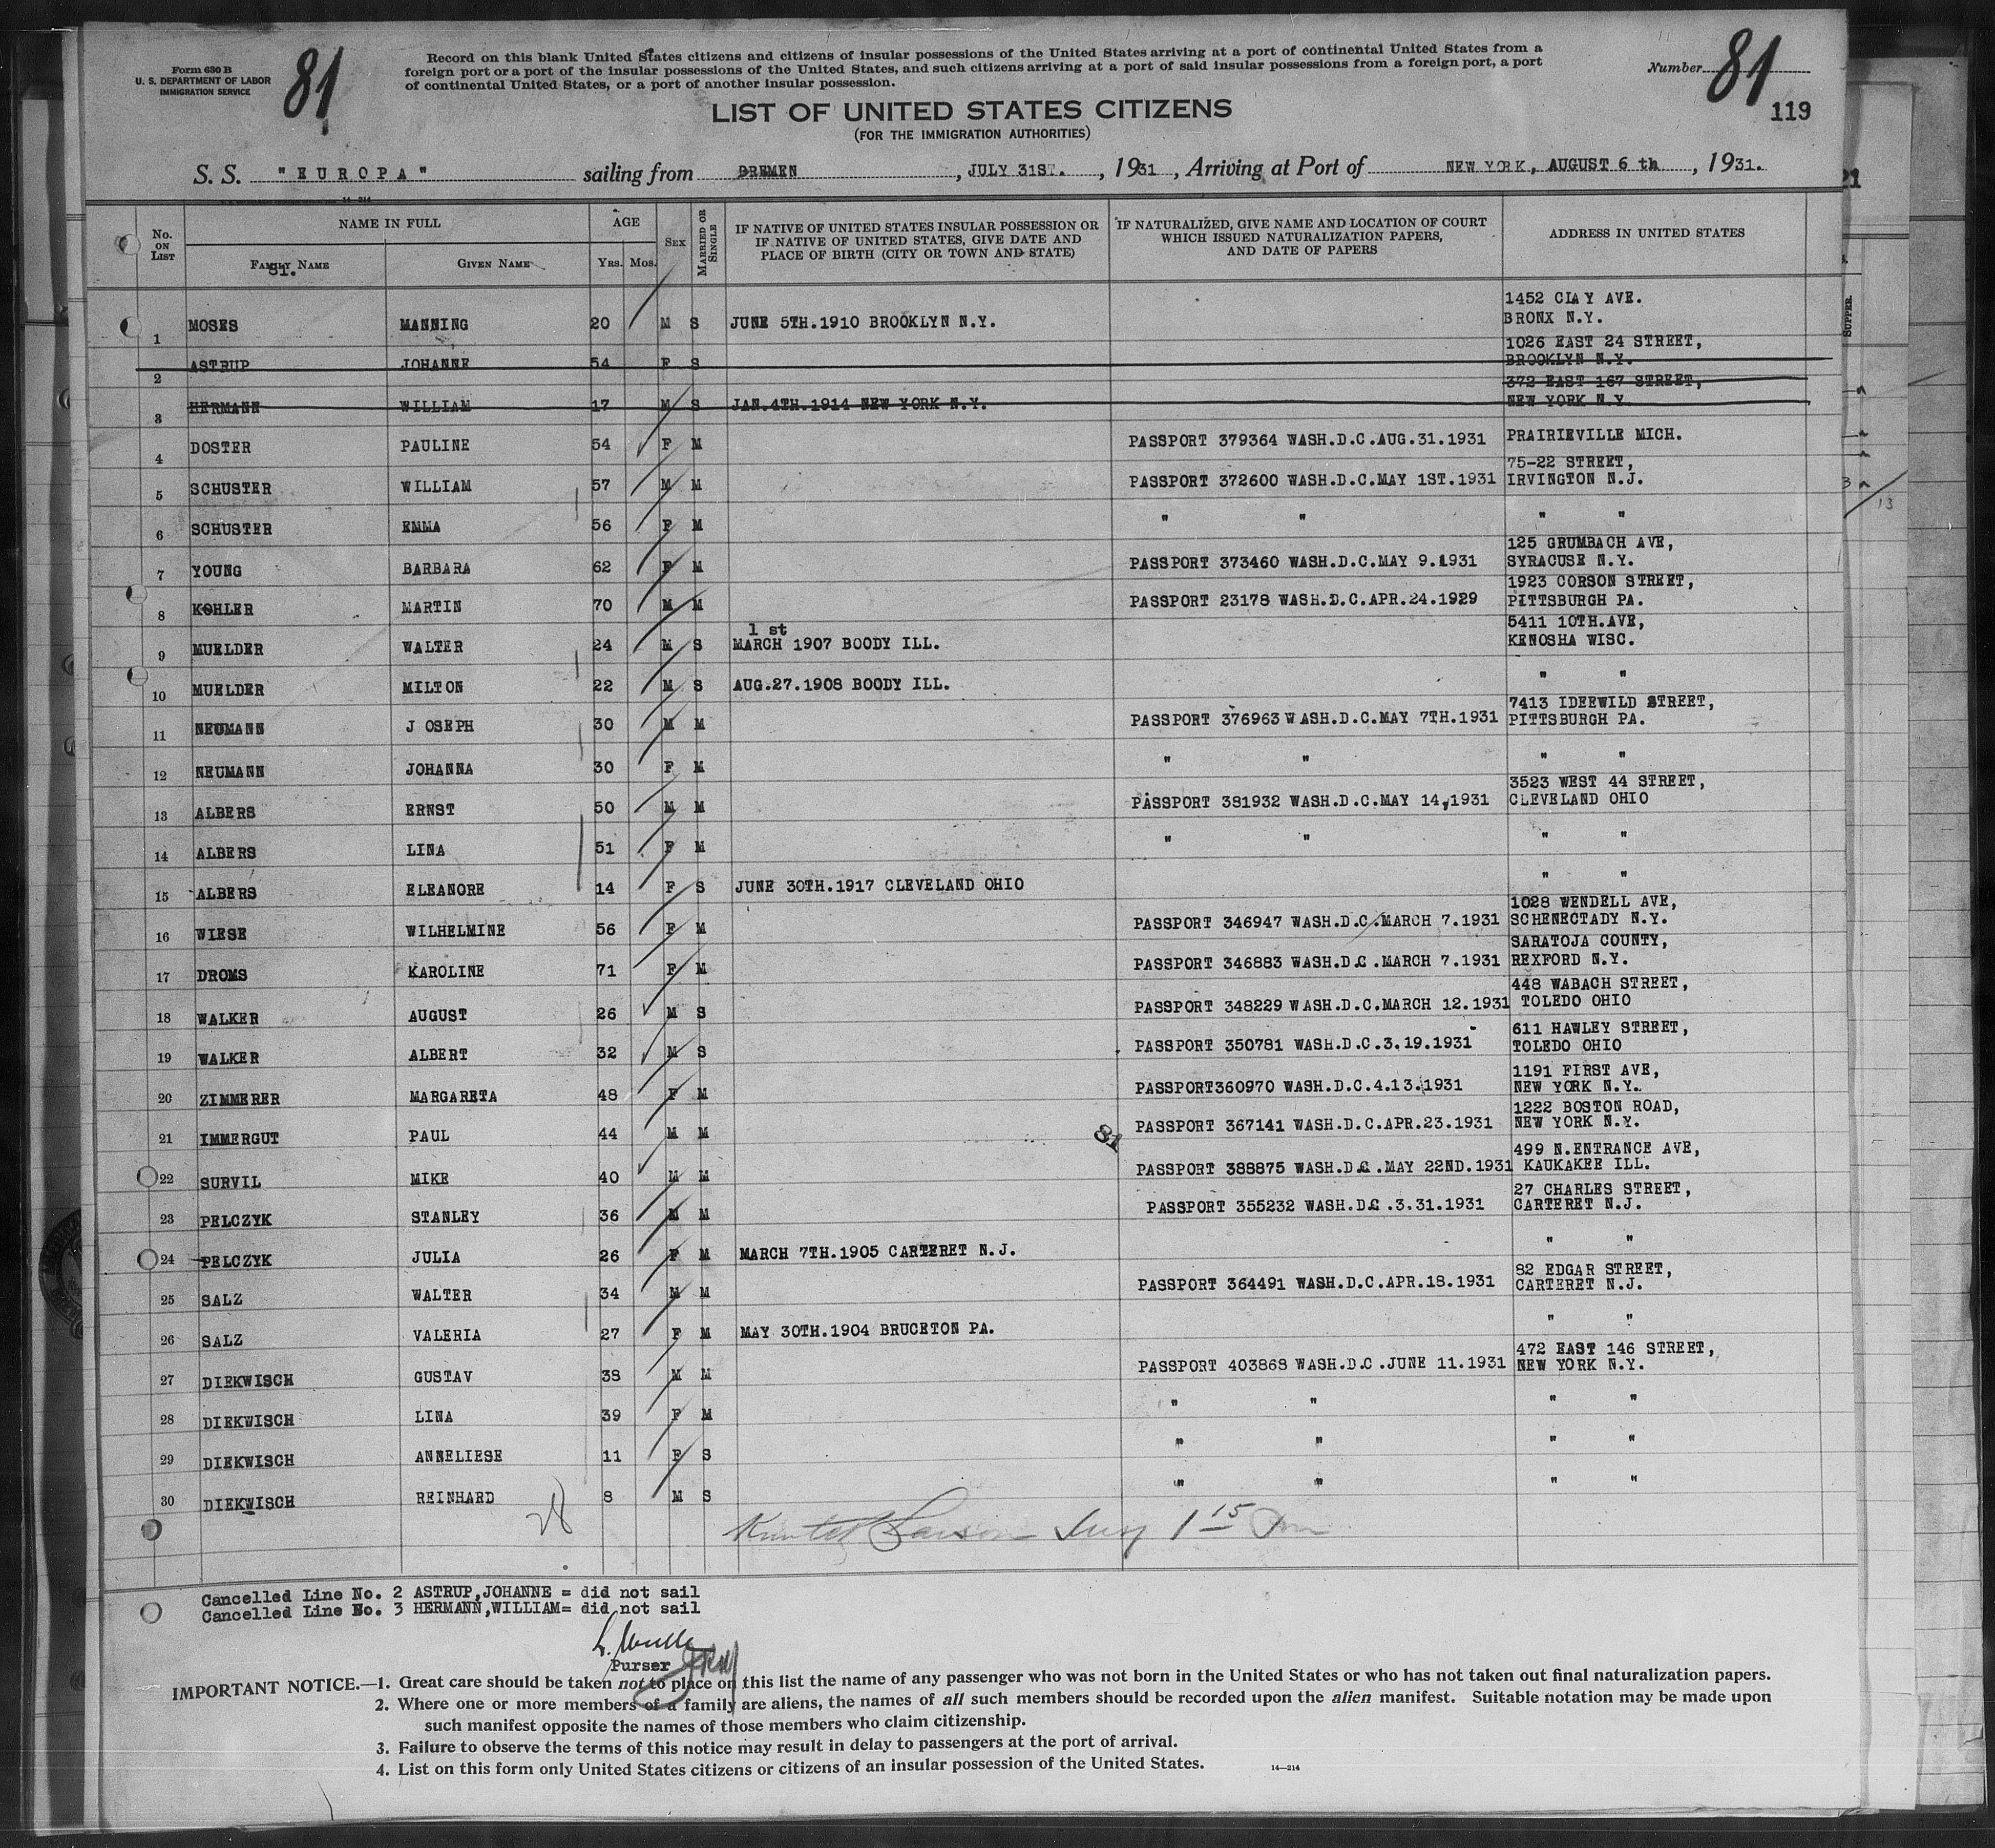 Form 630 B
U. S. DEPARTMENT OF LABOR
IMMIGRATION SERVICE
81
Record on this blank United States citizens and citizens of insular possessions of the United States arriving at a port of continental United States from a
foreign port or a port of the insular possessions of the United States, and such citizens arriving at a port of said insular possessions from a foreign port, a port
of continental United States, or a port of another insular possession.
Number 81
119
LIST OF UNITED STATES CITIZENS
(FOR THE IMMIGRATION AUTHORITIES)
S. S. "EUROPA" sailing from BREMEN, JULY 31ST., 1931, Arriving at Port of NEW YORK, AUGUST 6 th, 1931.
14-214
No. ON LIST NAME IN FULL AGE SEX MARRIED OR SINGLE IF NATIVE OF UNITED STATES INSULAR POSSESSION OR IF NATIVE OF UNITED STATES, GIVE DATE AND PLACE OF BIRTH (CITY OR TOWN AND STATE) IF NATURALIZED, GIVE NAME AND LOCATION OF COURT WHICH ISSUED NATURALIZATION PAPERS, AND DATE OF PAPERS ADDRESS IN UNITED STATES
FAMILY NAME GIVEN NAME YRS. MOS.
81.
1 MOSES MANNING 20 M S JUNE 5TH.1910 BROOKLYN N.Y. 1452 CLAY AVE. BRONX N.Y.
2 ASTRUP JOHANNE 54 F S 1026 EAST 24 STREET, BROOKLYN N.Y.
3 HERMANN WILLIAM 17 M S JAN.4TH.1914 NEW YORK N.Y. 372 EAST 167 STREET, NEW YORK N.Y.
4 DOSTER PAULINE 54 F M PASSPORT 379364 WASH.D.C.AUG.31.1931 PRAIRIEVILLE MICH.
5 SCHUSTER WILLIAM 57 M M PASSPORT 372600 WASH.D.C.MAY 1ST.1931 75-22 STREET, IRVINGTON N.J.
6 SCHUSTER EMMA 56 F M " " " "
7 YOUNG BARBARA 62 F M PASSPORT 373460 WASH.D.C.MAY 9.1931 125 GRUMBACH AVE, SYRACUSE N.Y.
8 KOHLER MARTIN 70 M M PASSPORT 23178 WASH.D.C.APR.24.1929 1923 CORSON STREET, PITTSBURGH PA.
9 MUELDER WALTER 24 M S MARCH 1 st 1907 BOODY ILL. 5411 10TH.AVE, KENOSHA WISC.
10 MUELDER MILTON 22 M S AUG.27.1908 BOODY ILL. " "
11 NEUMANN J OSEPH 30 M M PASSPORT 376963 WASH.D.C.MAY 7TH.1931 7413 IDEEWILD STREET, PITTSBURGH PA.
12 NEUMANN JOHANNA 30 F M " " " "
13 ALBERS ERNST 50 M M PASSPORT 381932 WASH.D.C.MAY 14,1931 3523 WEST 44 STREET, CLEVELAND OHIO
14 ALBERS LINA 51 F M " " " "
15 ALBERS ELEANORE 14 F S JUNE 30TH.1917 CLEVELAND OHIO " "
16 WIESE WILHELMINE 56 F M PASSPORT 346947 WASH.D.C.MARCH 7.1931 1028 WENDELL AVE, SCHENECTADY N.Y.
17 DROMS KAROLINE 71 F M PASSPORT 346883 WASH.D.C.MARCH 7.1931 SARATOJA COUNTY, REXFORD N.Y.
18 WALKER AUGUST 26 M S PASSPORT 348229 WASH.D.C.MARCH 12.1931 448 WABACH STREET, TOLEDO OHIO
19 WALKER ALBERT 32 M S PASSPORT 350781 WASH.D.C.3.19.1931 611 HAWLEY STREET, TOLEDO OHIO
20 ZIMMERER MARGARETA 48 F M PASSPORT360970 WASH.D.C.4.13.1931 1191 FIRST AVE, NEW YORK N.Y.
21 IMMERGUT PAUL 44 M M 81 PASSPORT 367141 WASH.D.C.APR.23.1931 1222 BOSTON ROAD, NEW YORK N.Y.
22 SURVIL MIKE 40 M M PASSPORT 388875 WASH.D.C.MAY 22ND.1931 499 N.ENTRANCE AVE, KAUKAKEE ILL.
23 PELCZYK STANLEY 36 M M PASSPORT 355232 WASH.D.C.3.31.1931 27 CHARLES STREET, CARTERET N.J.
24 PELCZYK JULIA 26 F M MARCH 7TH.1905 CARTERET N.J. " "
25 SALZ WALTER 34 M M PASSPORT 364491 WASH.D.C.APR.18.1931 82 EDGAR STREET, CARTERET N.J.
26 SALZ VALERIA 27 F M MAY 30TH.1904 BRUCETON PA. " "
27 DIEKWISCH GUSTAV 38 M M PASSPORT 403868 WASH.D.C.JUNE 11.1931 472 EAST 146 STREET, NEW YORK N.Y.
28 DIEKWISCH LINA 39 F M " " " "
29 DIEKWISCH ANNELIESE 11 F S " " " "
30 DIEKWISCH REINHARD 8 M S " " " "
28
1 15
Cancelled Line No. 2 ASTRUP,JOHANNE = did not sail
Cancelled Line No. 3 HERMANN,WILLIAM= did not sail
Purser
IMPORTANT NOTICE.—1. Great care should be taken not to place on this list the name of any passenger who was not born in the United States or who has not taken out final naturalization papers.
2. Where one or more members of a family are aliens, the names of all such members should be recorded upon the alien manifest. Suitable notation may be made upon
such manifest opposite the names of those members who claim citizenship.
3. Failure to observe the terms of this notice may result in delay to passengers at the port of arrival.
4. List on this form only United States citizens or citizens of an insular possession of the United States.
14—214